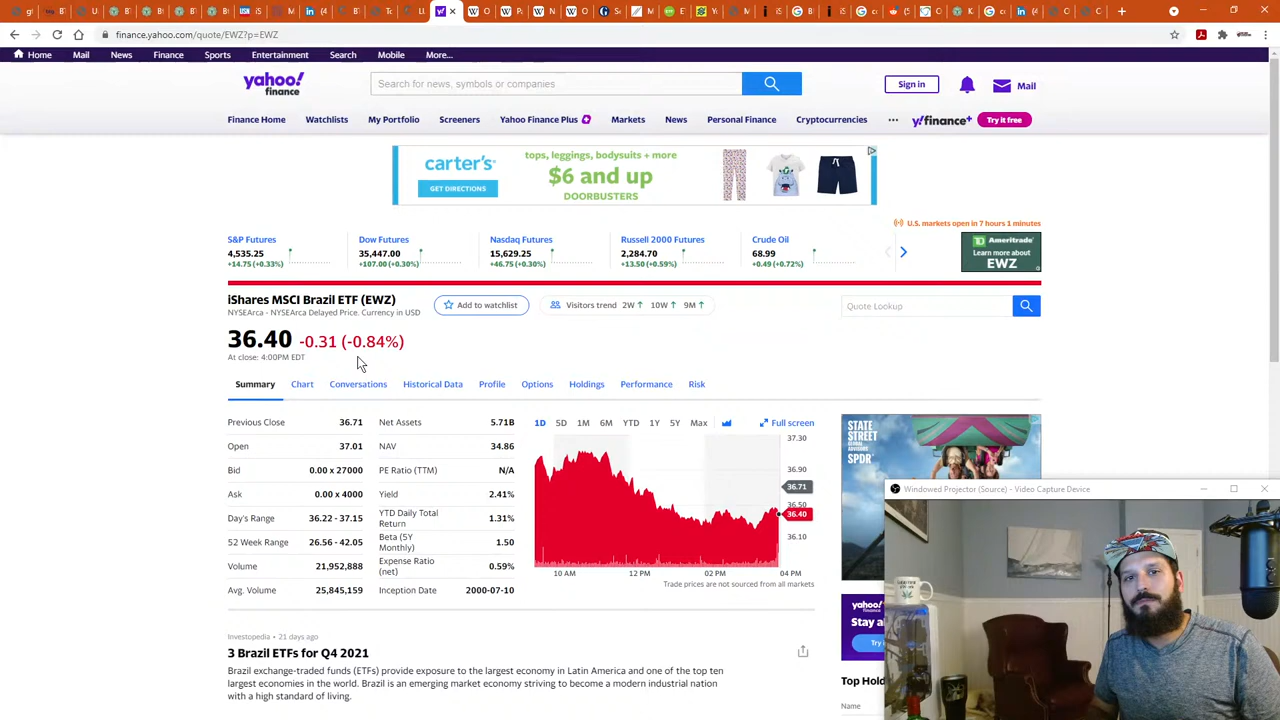 finance.yahoo.com/quote/EWZ?p=EWZ
Home Mail News Finance Sports Entertainment Search Mobile More...
yahoo!
finance
Search for news, symbols or companies
Sign in
Mail
Finance Home Watchlists My Portfolio Screeners Yahoo Finance Plus Markets News Personal Finance Cryptocurrencies ... y!finance+ Try it free
carter's
GET DIRECTIONS
tops, leggings, bodysuits + more
$6 and up
DOORBUSTERS
U.S. markets open in 7 hours 1 minutes
S&P Futures
4,535.25
+14.75 (+0.33%)
Dow Futures
35,447.00
+107.00 (+0.30%)
Nasdaq Futures
15,629.25
+46.75 (+0.30%)
Russell 2000 Futures
2,284.70
+13.50 (+0.59%)
Crude Oil
68.99
+0.49 (+0.72%)
TD Ameritrade
Learn more about
EWZ
iShares MSCI Brazil ETF (EWZ)
NYSEArca - NYSEArca Delayed Price. Currency in USD
Add to watchlist
Visitors trend 2W↑ 10W↑ 9M↑
Quote Lookup
36.40 -0.31 (-0.84%)
At close: 4:00PM EDT
Summary Chart Conversations Historical Data Profile Options Holdings Performance Risk
Previous Close 36.71
Open 37.01
Bid 0.00 x 27000
Ask 0.00 x 4000
Day's Range 36.22 - 37.15
52 Week Range 26.56 - 42.05
Volume 21,952,888
Avg. Volume 25,845,159
Net Assets 5.71B
NAV 34.86
PE Ratio (TTM) N/A
Yield 2.41%
YTD Daily Total
Return 1.31%
Beta (5Y
Monthly) 1.50
Expense Ratio
(net) 0.59%
Inception Date 2000-07-10
1D 5D 1M 6M YTD 1Y 5Y Max
Full screen
37.30
36.90
36.71
36.50
36.40
36.10
10 AM 12 PM 02 PM 04 PM
Trade prices are not sourced from all markets
STATE
STREET
GLOBAL
ADVISORS
SPDR
Windowed Projector (Source) - Video Capture Device
yahoo!
finance
Stay a
Try
Top Hold
Name
Investopedia • 21 days ago
3 Brazil ETFs for Q4 2021
Brazil exchange-traded funds (ETFs) provide exposure to the largest economy in Latin America and one of the top ten
largest economies in the world. Brazil is an emerging market economy striving to become a modern industrial nation
with a high standard of living.